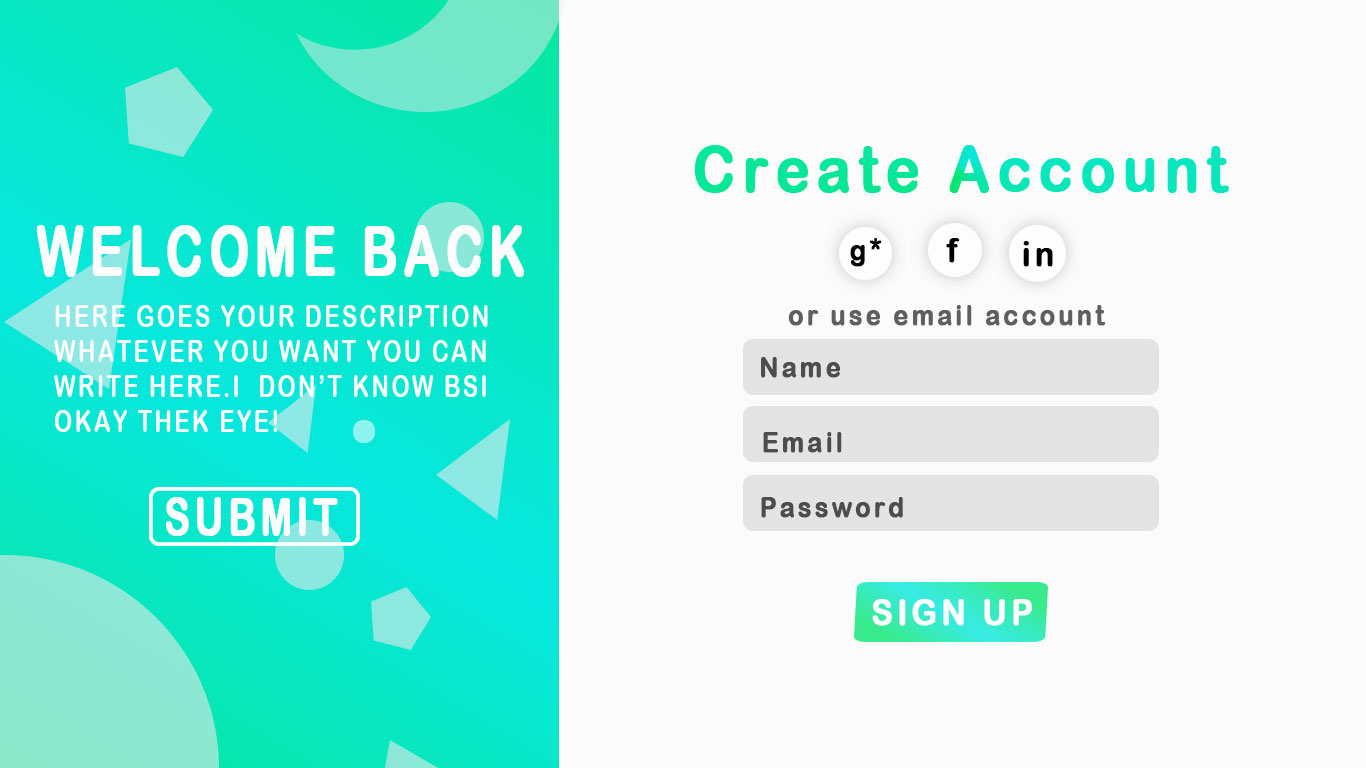 WELCOME BACK
HERE GOES YOUR DESCRIPTION
WHATEVER YOU WANT YOU CAN
WRITE HERE.I  DON’T KNOW BSI
OKAY THEK EYE!
SUBMIT
Create Account
g* f in
or use email account
Name
Email
Password
SIGN UP